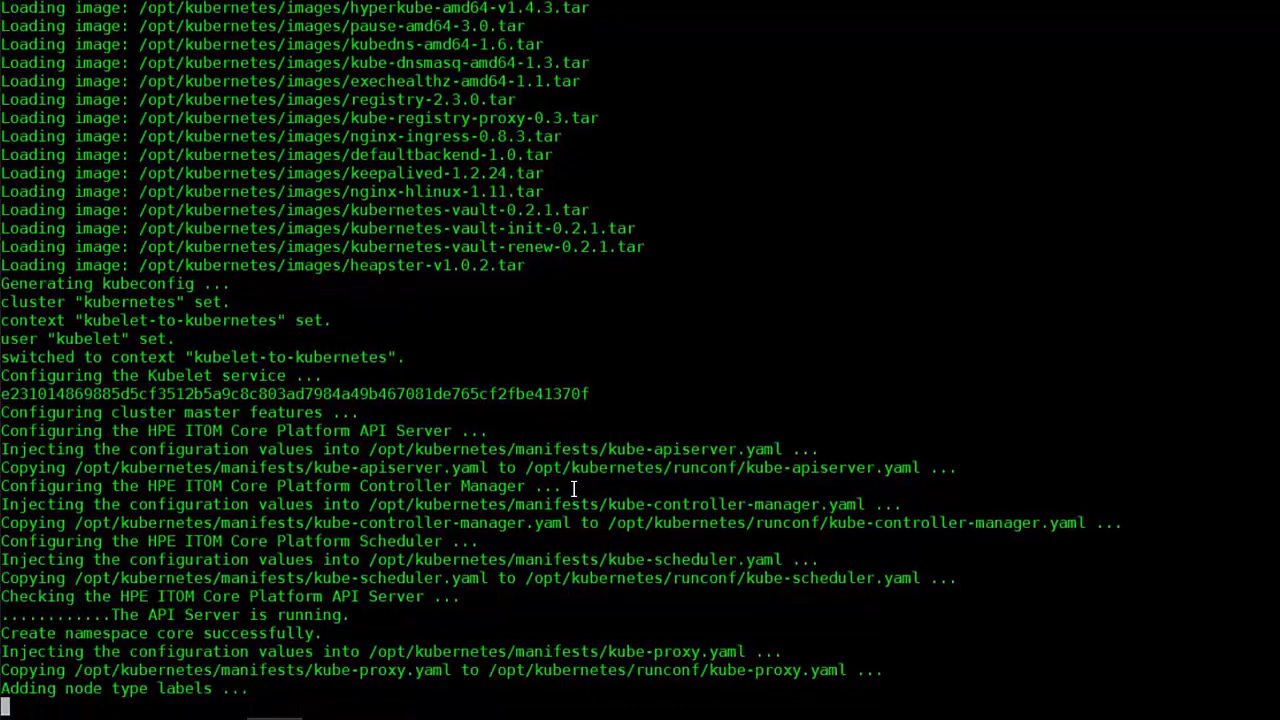 Loading image: /opt/kubernetes/images/hyperkube-amd64-v1.4.3.tar
Loading image: /opt/kubernetes/images/pause-amd64-3.0.tar
Loading image: /opt/kubernetes/images/kubedns-amd64-1.6.tar
Loading image: /opt/kubernetes/images/kube-dnsmasq-amd64-1.3.tar
Loading image: /opt/kubernetes/images/exechealthz-amd64-1.1.tar
Loading image: /opt/kubernetes/images/registry-2.3.0.tar
Loading image: /opt/kubernetes/images/kube-registry-proxy-0.3.tar
Loading image: /opt/kubernetes/images/nginx-ingress-0.8.3.tar
Loading image: /opt/kubernetes/images/defaultbackend-1.0.tar
Loading image: /opt/kubernetes/images/keepalived-1.2.24.tar
Loading image: /opt/kubernetes/images/nginx-hlinux-1.11.tar
Loading image: /opt/kubernetes/images/kubernetes-vault-0.2.1.tar
Loading image: /opt/kubernetes/images/kubernetes-vault-init-0.2.1.tar
Loading image: /opt/kubernetes/images/kubernetes-vault-renew-0.2.1.tar
Loading image: /opt/kubernetes/images/heapster-v1.0.2.tar
Generating kubeconfig ...
cluster "kubernetes" set.
context "kubelet-to-kubernetes" set.
user "kubelet" set.
switched to context "kubelet-to-kubernetes".
Configuring the Kubelet service ...
e231014869885d5cf3512b5a9c8c803ad7984a49b467081de765cf2fbe41370f
Configuring cluster master features ...
Configuring the HPE ITOM Core Platform API Server ...
Injecting the configuration values into /opt/kubernetes/manifests/kube-apiserver.yaml ...
Copying /opt/kubernetes/manifests/kube-apiserver.yaml to /opt/kubernetes/runconf/kube-apiserver.yaml ...
Configuring the HPE ITOM Core Platform Controller Manager ...
Injecting the configuration values into /opt/kubernetes/manifests/kube-controller-manager.yaml ...
Copying /opt/kubernetes/manifests/kube-controller-manager.yaml to /opt/kubernetes/runconf/kube-controller-manager.yaml ...
Configuring the HPE ITOM Core Platform Scheduler ...
Injecting the configuration values into /opt/kubernetes/manifests/kube-scheduler.yaml ...
Copying /opt/kubernetes/manifests/kube-scheduler.yaml to /opt/kubernetes/runconf/kube-scheduler.yaml ...
Checking the HPE ITOM Core Platform API Server ...
............The API Server is running.
Create namespace core successfully.
Injecting the configuration values into /opt/kubernetes/manifests/kube-proxy.yaml ...
Copying /opt/kubernetes/manifests/kube-proxy.yaml to /opt/kubernetes/runconf/kube-proxy.yaml ...
Adding node type labels ...